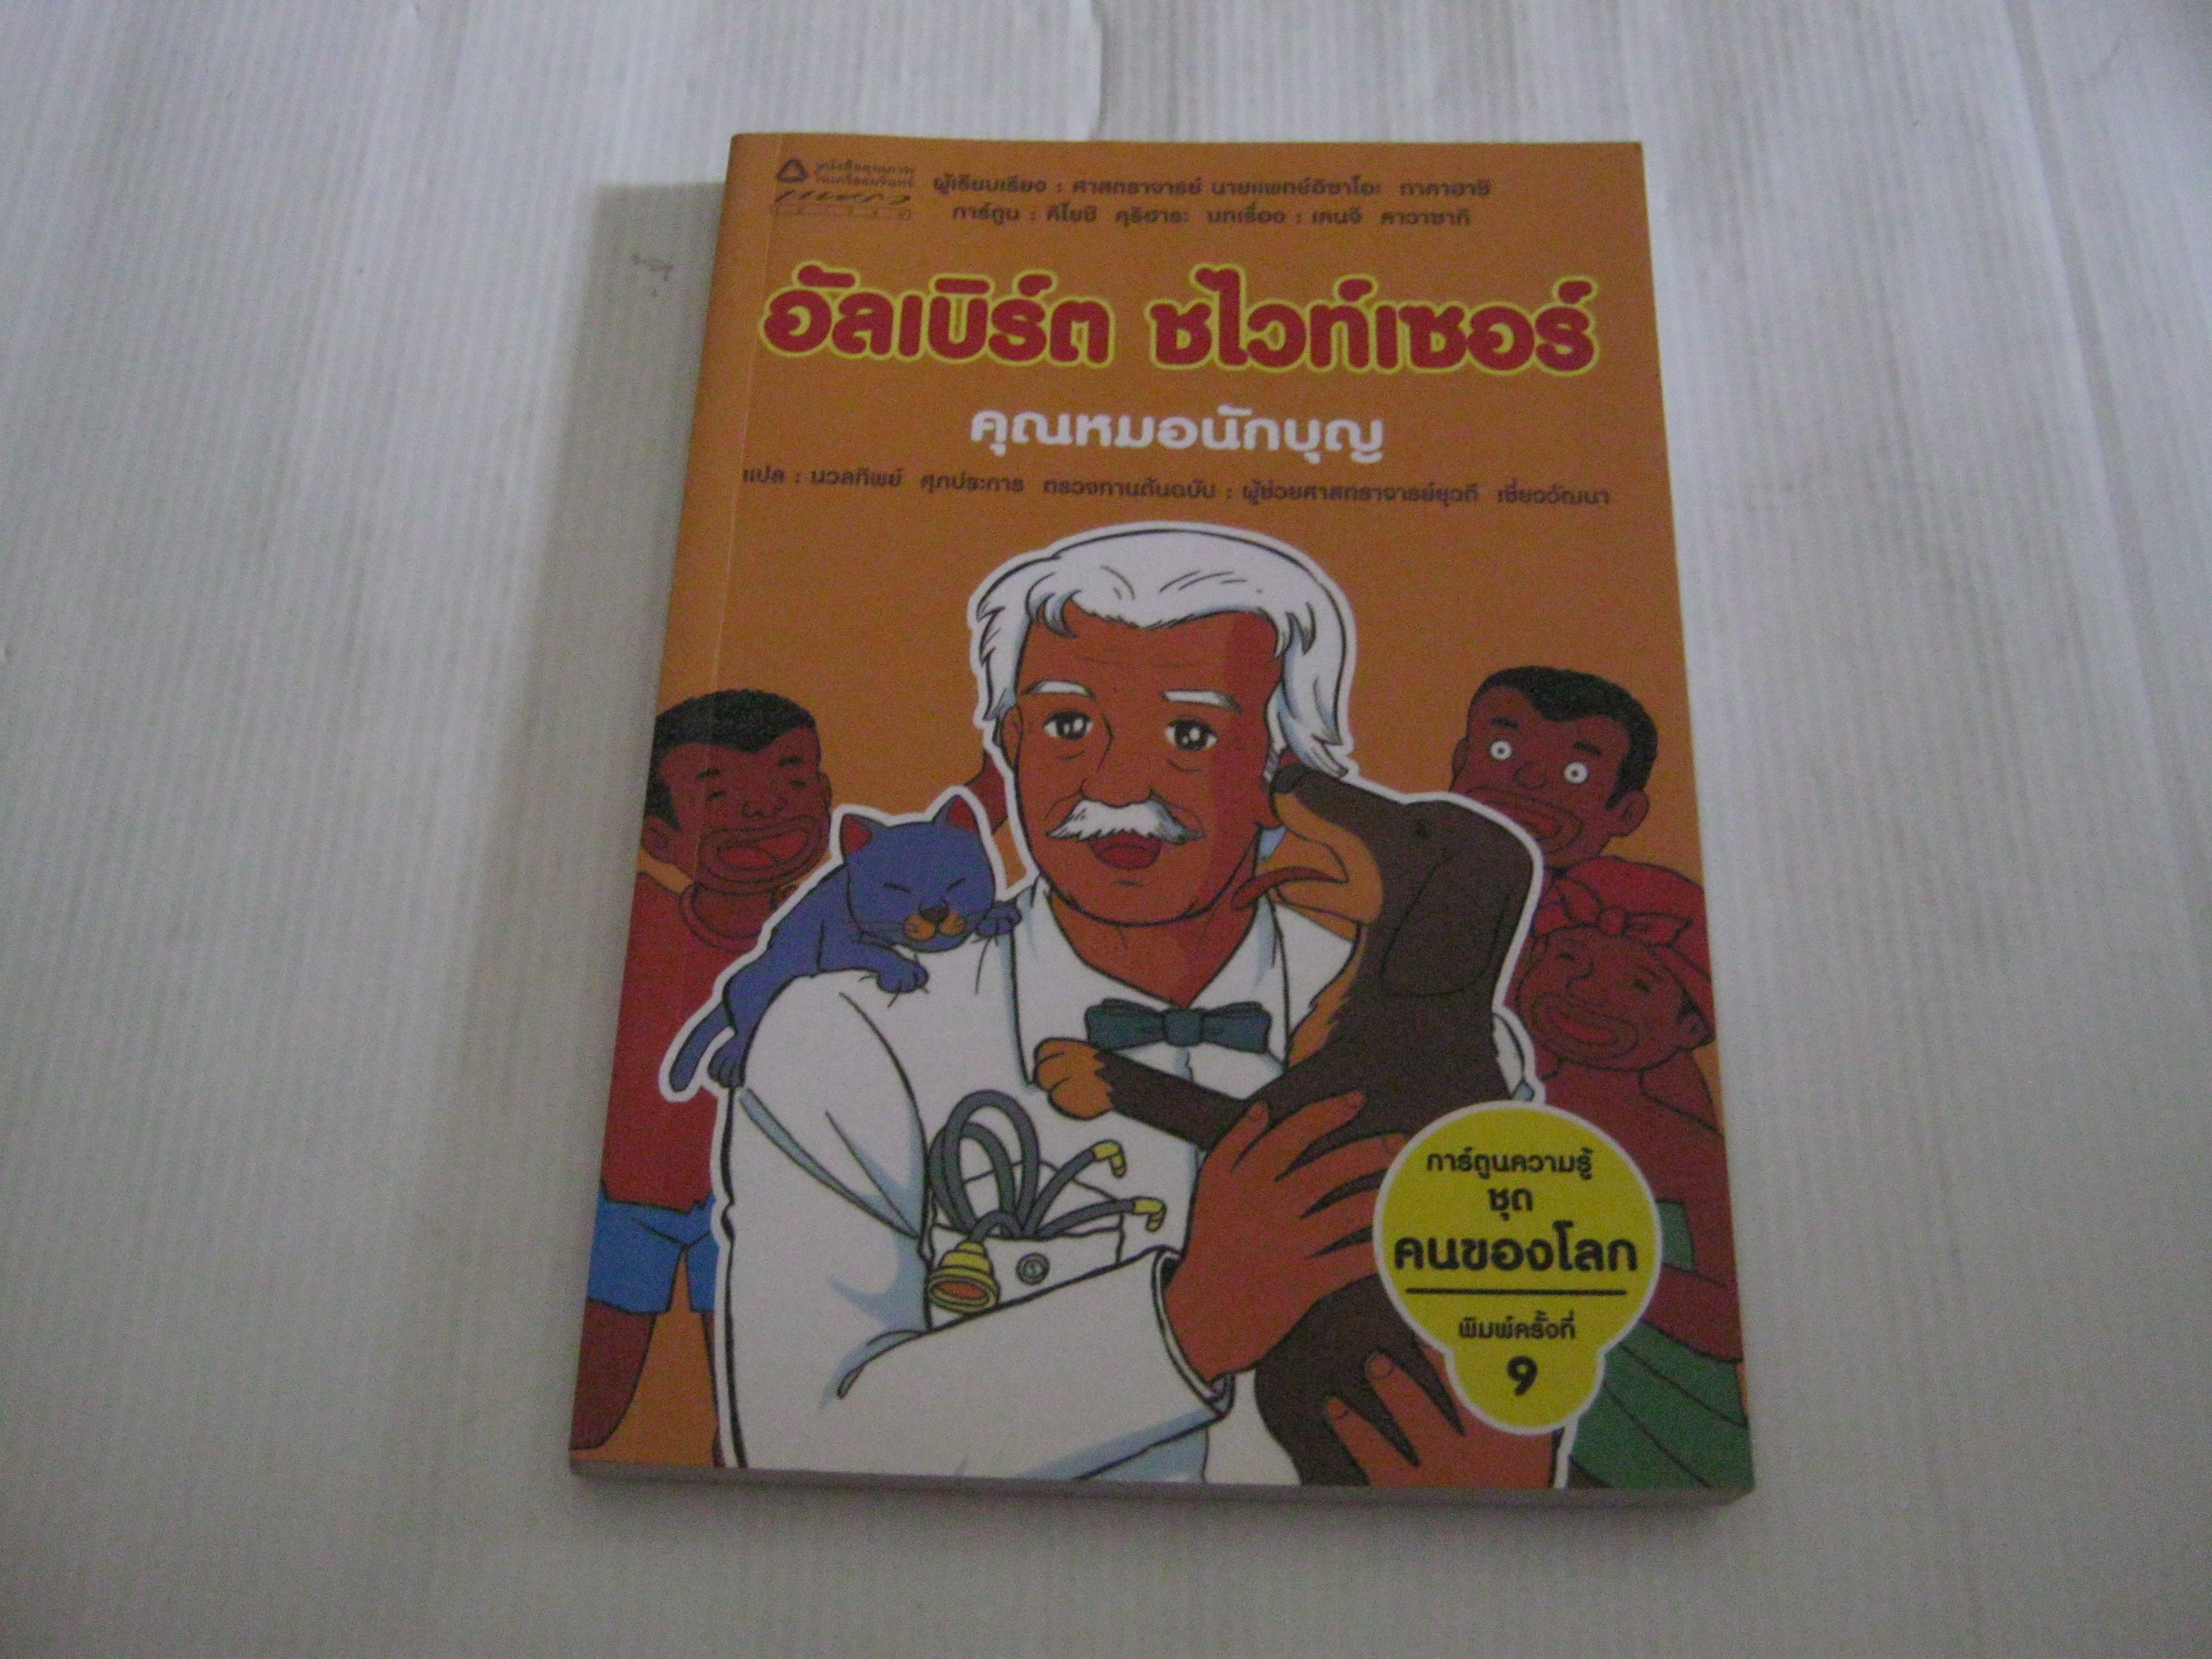 ผู้เรียบเรียง : ศาสตราจารย์ นายแพทย์อิซาโอะ ทาคาฮาชิ
การ์ตูน : คิโยชิ คุริฮาระ บทเรื่อง : เคนจิ คาวาซากิ
อัลเบิร์ต ชไวท์เซอร์
คุณหมอนักบุญ
แปล : นวลทิพย์ ศุภประการ ตรวจทานต้นฉบับ : ผู้ช่วยศาสตราจารย์ยุวดี เชี่ยววัฒนา
การ์ตูนความรู้
ชุด
คนของโลก
พิมพ์ครั้งที่
9